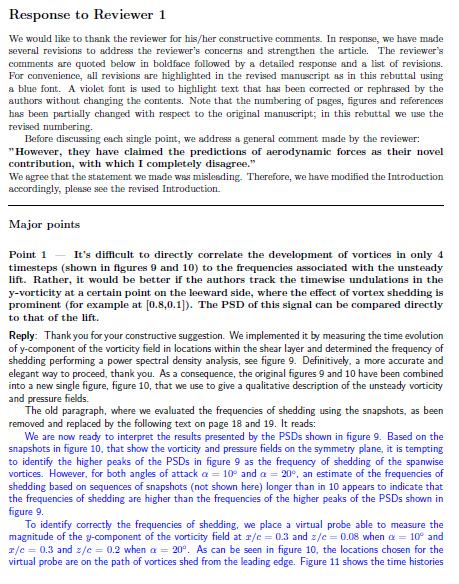 Response to Reviewer 1
We would like to thank the reviewer for his/her constructive comments. In response, we have made
several revisions to address the reviewer's concerns and strengthen the article. The reviewer's
comments are quoted below in boldface followed by a detailed response and a list of revisions.
For convenience, all revisions are highlighted in the revised manuscript as in this rebuttal using
a blue font. A violet font is used to highlight text that has been corrected or rephrased by the
authors without changing the contents. Note that the numbering of pages, figures and references
has been partially changed with respect to the original manuscript; in this rebuttal we use the
revised numbering.
Before discussing each single point, we address a general comment made by the reviewer:
"However, they have claimed the predictions of aerodynamic forces as their novel
contribution, with which I completely disagree."
We agree that the statement we made was misleading. Therefore, we have modified the Introduction
accordingly, please see the revised Introduction.
Major points
Point 1 — It's difficult to directly correlate the development of vortices in only 4
timesteps (shown in figures 9 and 10) to the frequencies associated with the unsteady
lift. Rather, it would be better if the authors track the timewise undulations in the
y-vorticity at a certain point on the leeward side, where the effect of vortex shedding is
prominent (for example at [0.8,0.1]). The PSD of this signal can be compared directly
to that of the lift.
Reply: Thank you for your constructive suggestion. We implemented it by measuring the time evolution
of y-component of the vorticity field in locations within the shear layer and determined the frequency of
shedding performing a power spectral density analysis, see figure 9. Definitively, a more accurate and
elegant way to proceed, thank you. As a consequence, the original figures 9 and 10 have been combined
into a new single figure, figure 10, that we use to give a qualitative description of the unsteady vorticity
and pressure fields.
The old paragraph, where we evaluated the frequencies of shedding using the snapshots, as been
removed and replaced by the following text on page 18 and 19. It reads:
We are now ready to interpret the results presented by the PSDs shown in figure 9. Based on the
snapshots in figure 10, that show the vorticity and pressure fields on the symmetry plane, it is tempting
to identify the higher peaks of the PSDs in figure 9 as the frequency of shedding of the spanwise
vortices. However, for both angles of attack α = 10° and α = 20°, an estimate of the frequencies of
shedding based on sequences of snapshots (not shown here) longer than in 10 appears to indicate that
the frequencies of shedding are higher than the frequencies of the higher peaks of the PSDs shown in
figure 9.
To identify correctly the frequencies of shedding, we place a virtual probe able to measure the
magnitude of the y-component of the vorticity field at x/c = 0.3 and z/c = 0.08 when α = 10° and
x/c = 0.3 and z/c = 0.2 when α = 20°. As can be seen in figure 10, the locations chosen for the
virtual probe are on the path of vortices shed from the leading edge. Figure 11 shows the time histories